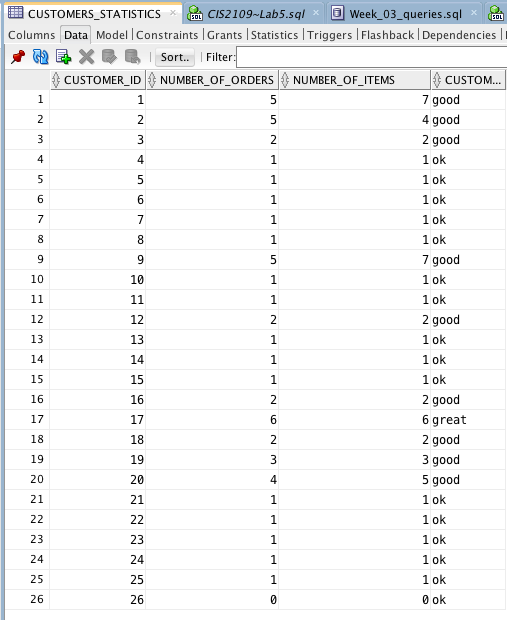 CUSTOMERS_STATISTICS × CIS2109~Lab5.sql × Week_03_queries.sql ×
Columns Data Model Constraints Grants Statistics Triggers Flashback Dependencies
Sort.. Filter:
CUSTOMER_ID NUMBER_OF_ORDERS NUMBER_OF_ITEMS CUSTOM...
1 1 5 7 good
2 2 5 4 good
3 3 2 2 good
4 4 1 1 ok
5 5 1 1 ok
6 6 1 1 ok
7 7 1 1 ok
8 8 1 1 ok
9 9 5 7 good
10 10 1 1 ok
11 11 1 1 ok
12 12 2 2 good
13 13 1 1 ok
14 14 1 1 ok
15 15 1 1 ok
16 16 2 2 good
17 17 6 6 great
18 18 2 2 good
19 19 3 3 good
20 20 4 5 good
21 21 1 1 ok
22 22 1 1 ok
23 23 1 1 ok
24 24 1 1 ok
25 25 1 1 ok
26 26 0 0 ok